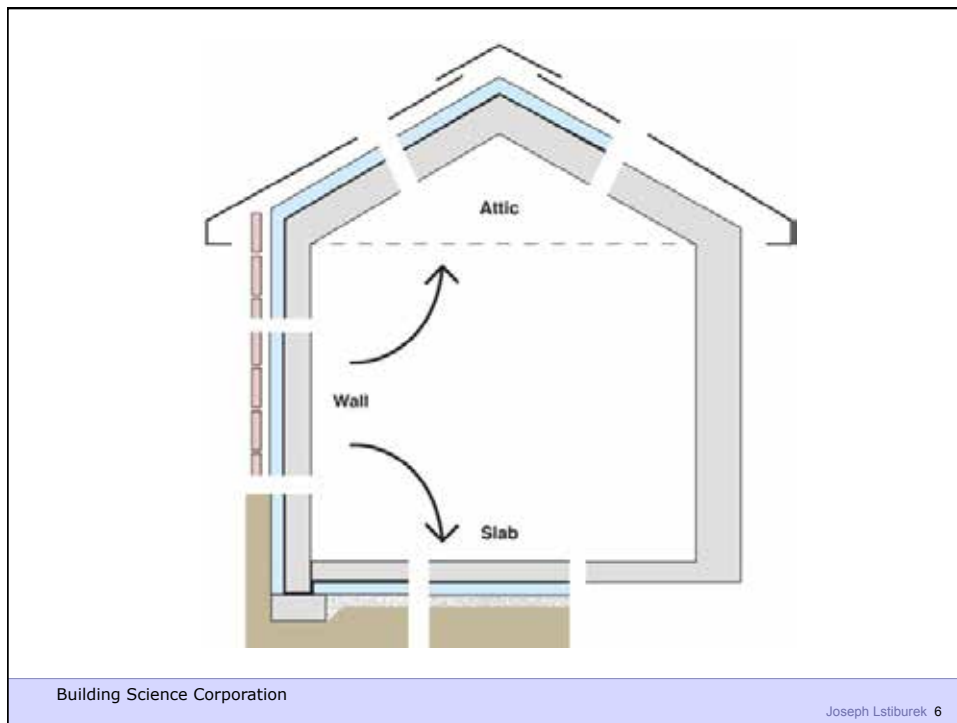 Attic
Wall
Slab
Building Science Corporation
Joseph Lstiburek 6